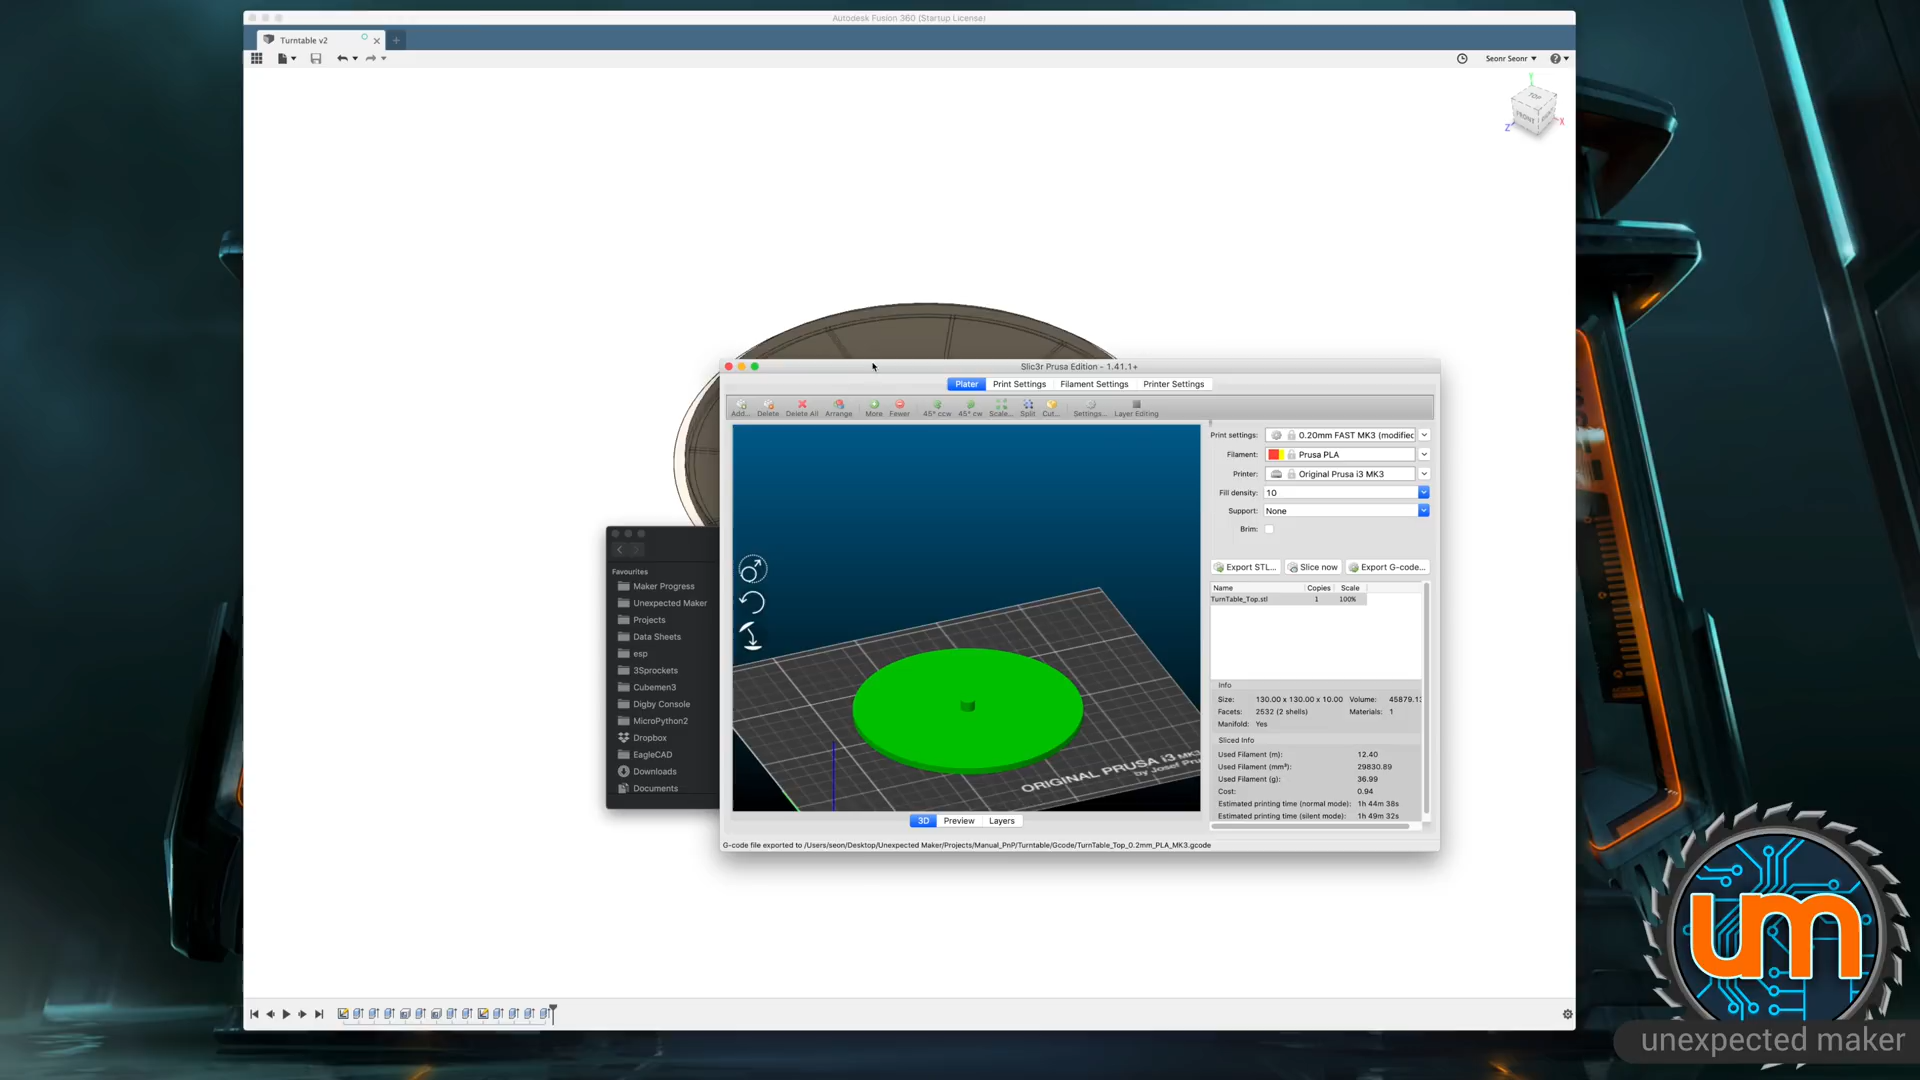 Autodesk Fusion 360 (Startup License)
Turntable v2
Seonr Seonr
TOP
FRONT
Y
Z
X
Slic3r Prusa Edition - 1.41.1+
Plater Print Settings Filament Settings Printer Settings
Add... Delete Delete All Arrange More Fewer 45° ccw 45° cw Scale... Split Cut... Settings... Layer Editing
Print settings: 0.20mm FAST MK3 (modified
Filament: Prusa PLA
Printer: Original Prusa i3 MK3
Fill density: 10
Support: None
Brim:
Export STL... Slice now Export G-code...
Name Copies Scale
TurnTable_Top.stl 1 100%
Info
Size: 130.00 x 130.00 x 10.00 Volume: 45879.13
Facets: 2532 (2 shells) Materials: 1
Manifold: Yes
Sliced Info
Used Filament (m): 12.40
Used Filament (mm³): 29830.89
Used Filament (g): 36.99
Cost: 0.94
Estimated printing time (normal mode): 1h 44m 38s
Estimated printing time (silent mode): 1h 49m 32s
ORIGINAL PRUSA i3 MK3
by Josef Prus
3D Preview Layers
G-code file exported to /Users/seon/Desktop/Unexpected Maker/Projects/Manual_PnP/Turntable/Gcode/TurnTable_Top_0.2mm_PLA_MK3.gcode
Favourites
Maker Progress
Unexpected Maker
Projects
Data Sheets
esp
3Sprockets
Cubemen3
Digby Console
MicroPython2
Dropbox
EagleCAD
Downloads
Documents
um
unexpected maker